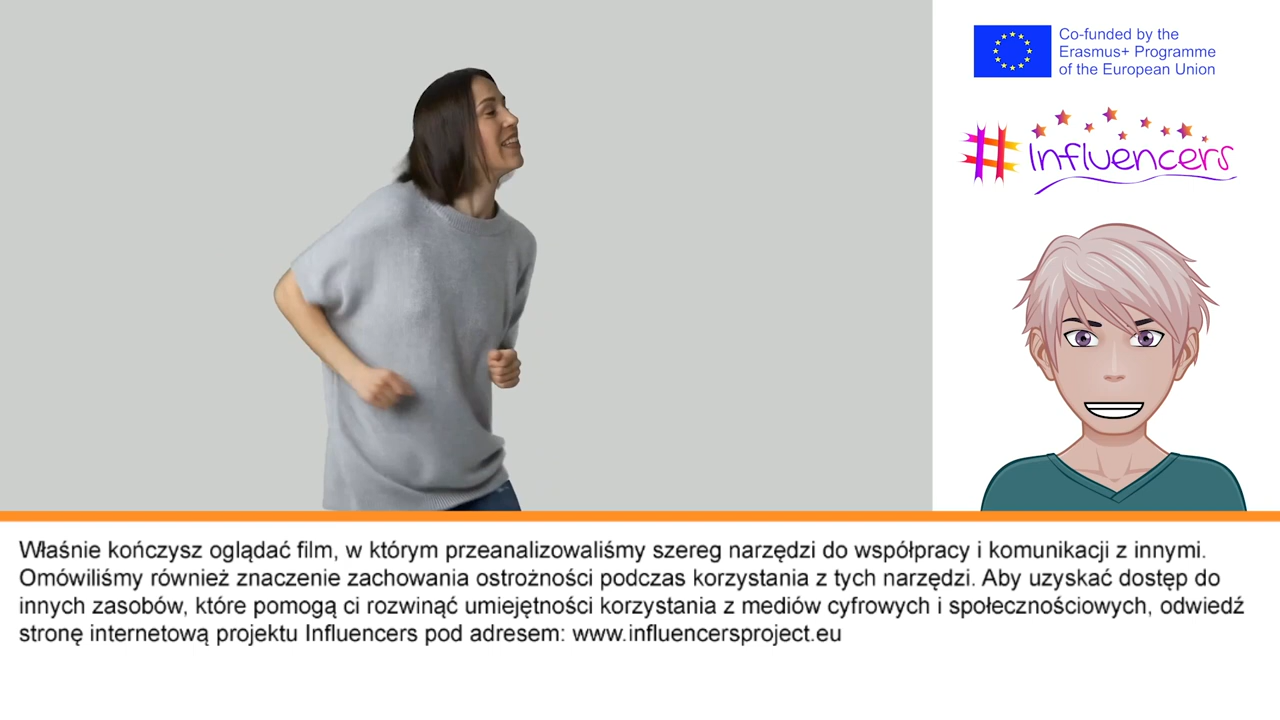 Co-funded by the
Erasmus+ Programme
of the European Union
#Influencers
Właśnie kończysz oglądać film, w którym przeanalizowaliśmy szereg narzędzi do współpracy i komunikacji z innymi.
Omówiliśmy również znaczenie zachowania ostrożności podczas korzystania z tych narzędzi. Aby uzyskać dostęp do
innych zasobów, które pomogą ci rozwinąć umiejętności korzystania z mediów cyfrowych i społecznościowych, odwiedź
stronę internetową projektu Influencers pod adresem: www.influencersproject.eu